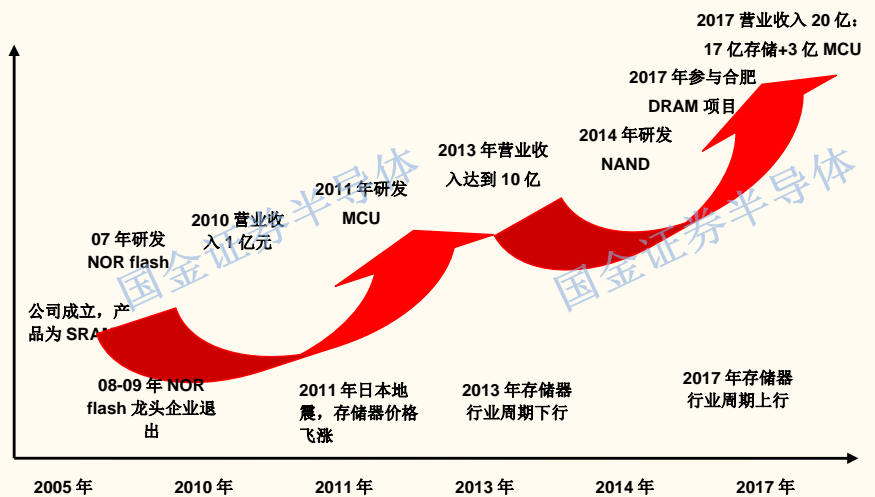 2017 营业收入 20 亿：
17 亿存储+3 亿 MCU
2017 年参与合肥
DRAM 项目
2014 年研发
NAND
2013 年营业收
入达到 10 亿
2011 年研发
MCU
2010 营业收
入 1 亿元
07 年研发
NOR flash
公司成立，产
品为 SRAM
08-09 年 NOR
flash 龙头企业退
出
2011 年日本地
震，存储器价格
飞涨
2013 年存储器
行业周期下行
2017 年存储器
行业周期上行
2005 年
2010 年
2011 年
2013 年
2014 年
2017 年
国金证券半导体
国金证券半导体